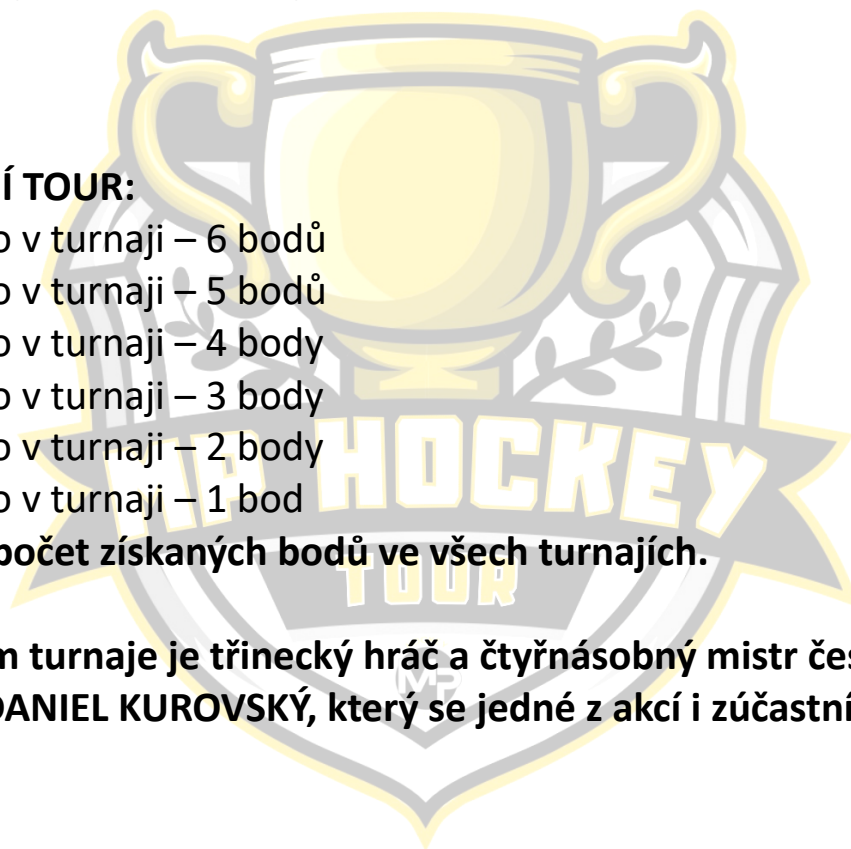 Í TOUR:
o v turnaji – 6 bodů
o v turnaji – 5 bodů
o v turnaji – 4 body
o v turnaji – 3 body
o v turnaji – 2 body
o v turnaji – 1 bod
počet získaných bodů ve všech turnajích.
m turnaje je třinecký hráč a čtyřnásobný mistr čes
DANIEL KUROVSKÝ, který se jedné z akcí i zúčastní
MP HOCKEY
TOUR
MP